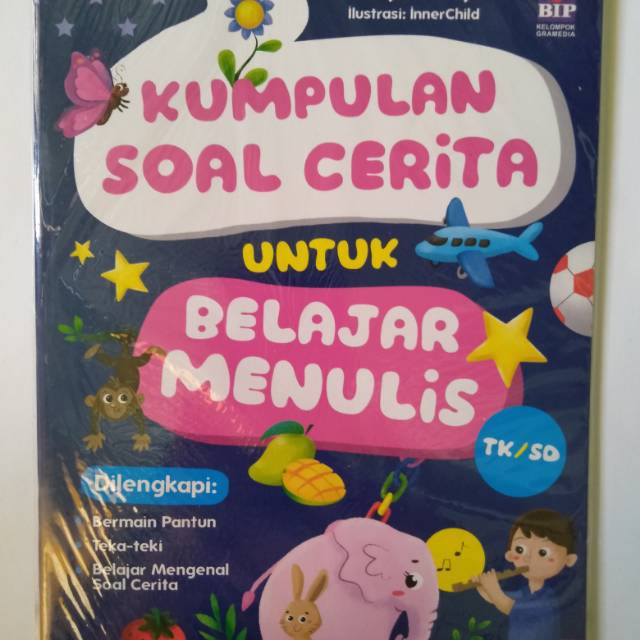 Ilustrasi: InnerChild
BIP
KELOMPOK
GRAMEDIA
KUMPULAN
SOAL CERITA
UNTUK
BELAJAR
MENULIS
TK/SD
Dilengkapi:
Bermain Pantun
Teka-teki
Belajar Mengenal
Soal Cerita